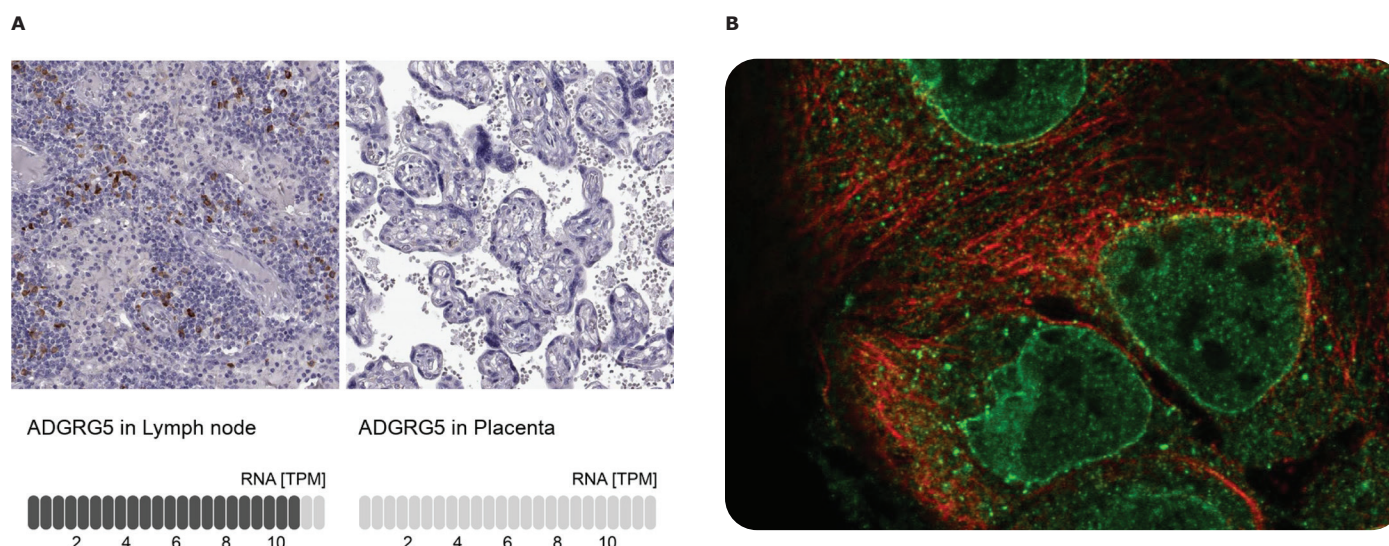 A
B
ADGRG5 in Lymph node
ADGRG5 in Placenta
RNA [TPM]
RNA [TPM]
2 4 6 8 10
2 4 6 8 10